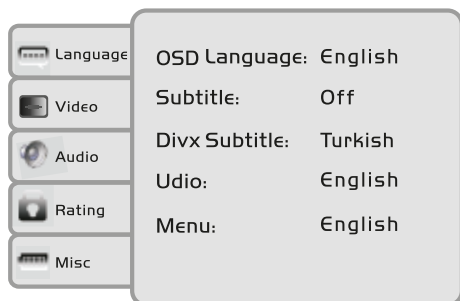 Language
Video
Audio
Rating
Misc
OSD Language: English
Subtitle: Off
Divx Subtitle: Turkish
Udio: English
Menu: English